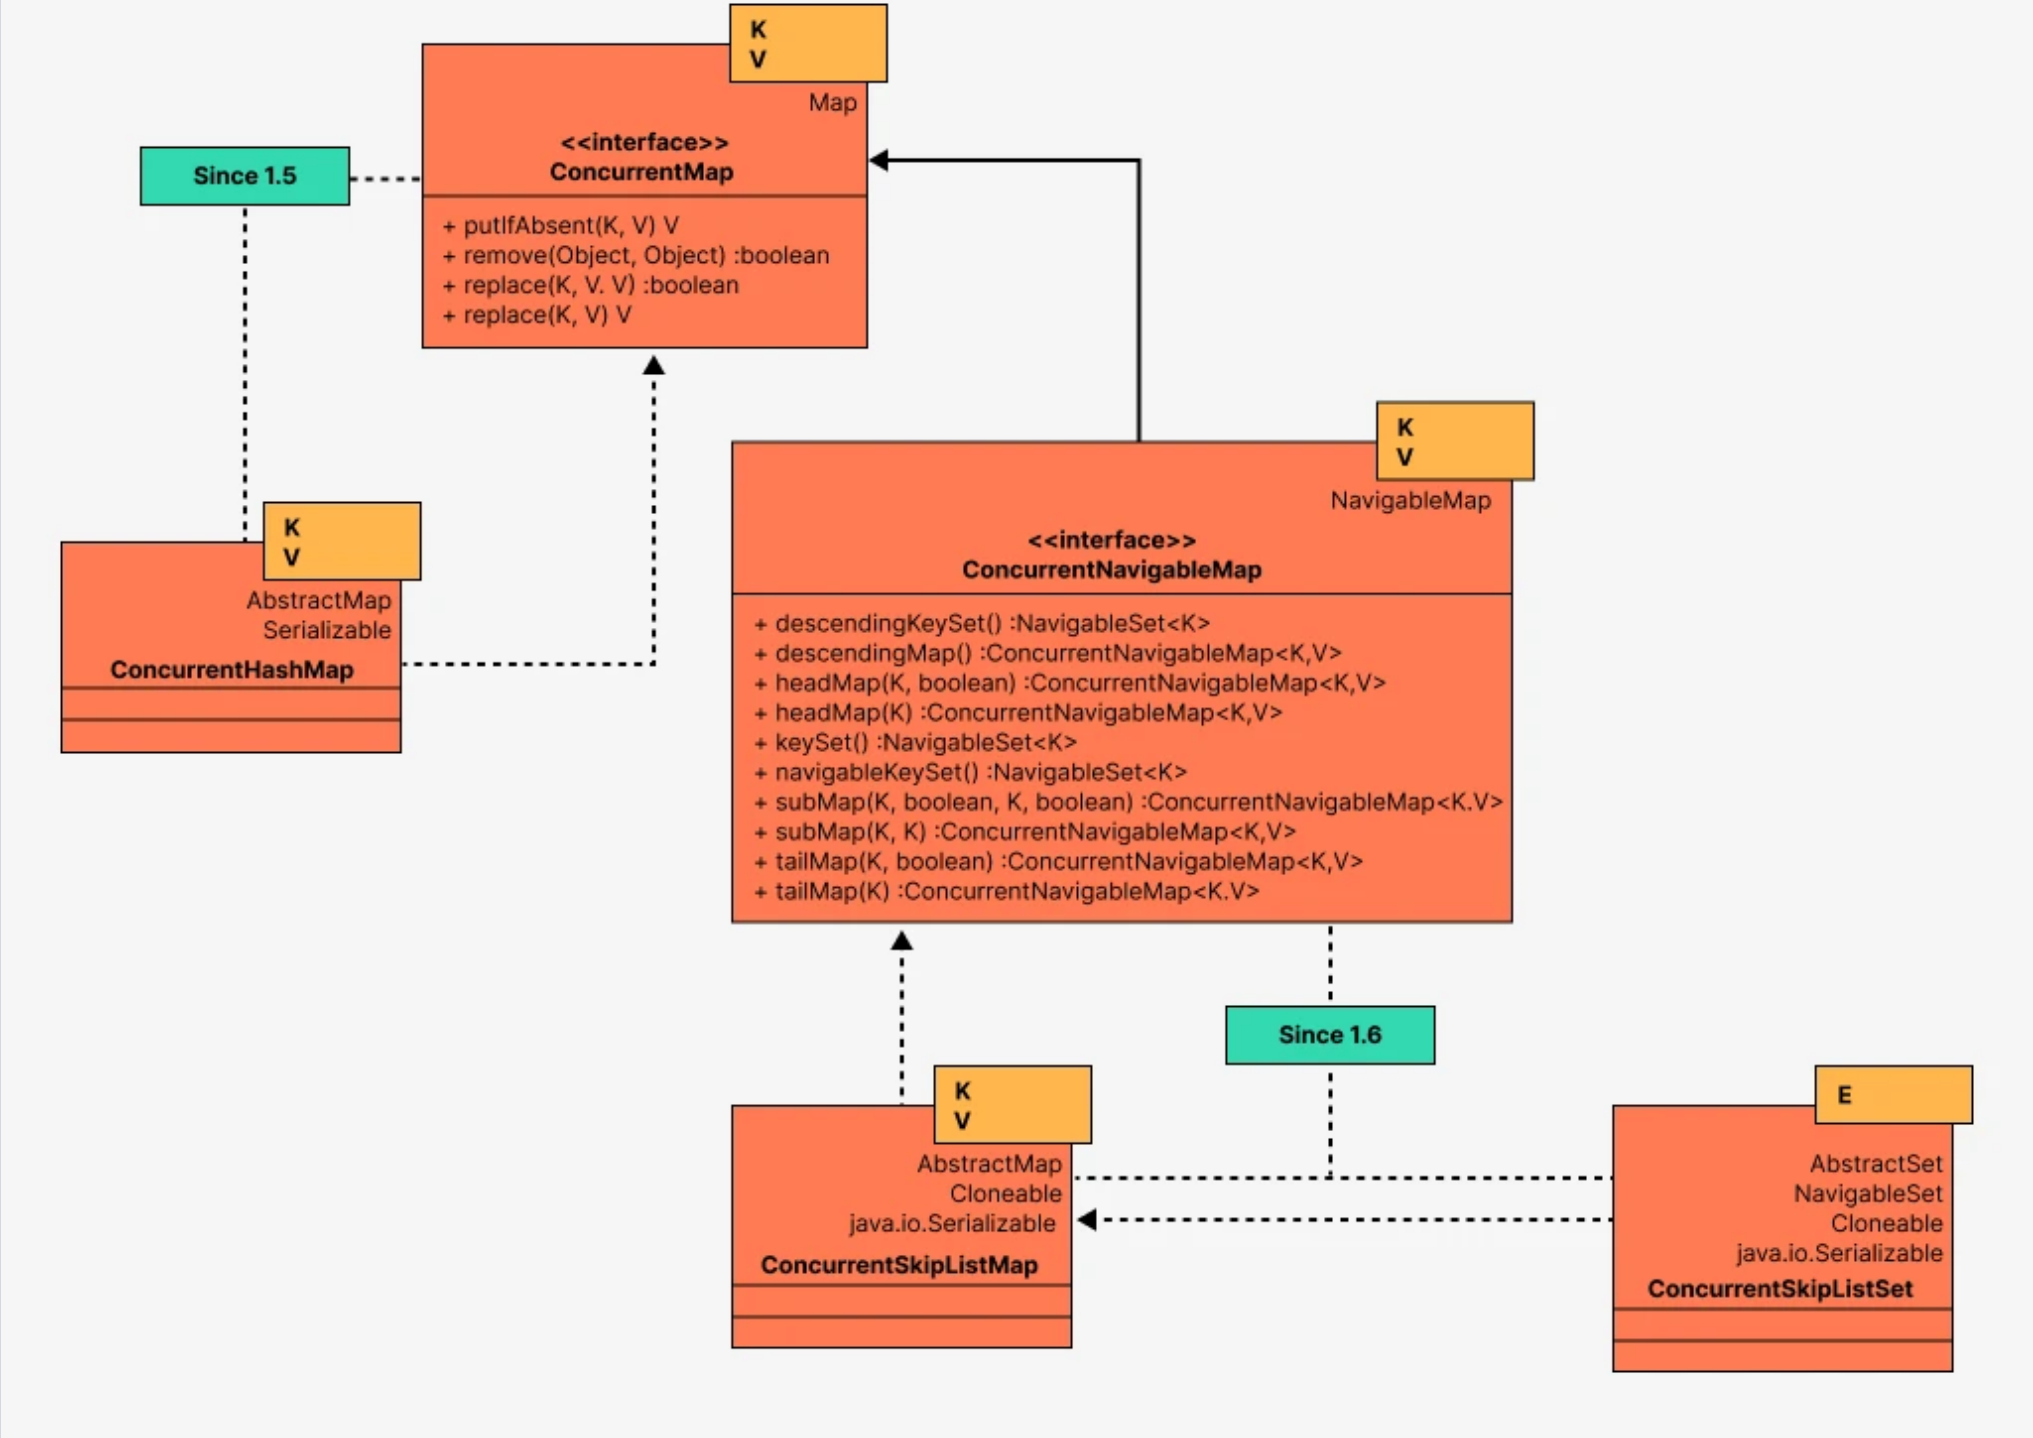 K
V
Map
<<interface>>
ConcurrentMap
+ putIfAbsent(K, V) V
+ remove(Object, Object) :boolean
+ replace(K, V. V) :boolean
+ replace(K, V) V
Since 1.5
K
V
AbstractMap
Serializable
ConcurrentHashMap
K
V
NavigableMap
<<interface>>
ConcurrentNavigableMap
+ descendingKeySet() :NavigableSet<K>
+ descendingMap() :ConcurrentNavigableMap<K,V>
+ headMap(K, boolean) :ConcurrentNavigableMap<K,V>
+ headMap(K) :ConcurrentNavigableMap<K,V>
+ keySet() :NavigableSet<K>
+ navigableKeySet() :NavigableSet<K>
+ subMap(K, boolean, K, boolean) :ConcurrentNavigableMap<K.V>
+ subMap(K, K) :ConcurrentNavigableMap<K,V>
+ tailMap(K, boolean) :ConcurrentNavigableMap<K,V>
+ tailMap(K) :ConcurrentNavigableMap<K.V>
Since 1.6
K
V
AbstractMap
Cloneable
java.io.Serializable
ConcurrentSkipListMap
E
AbstractSet
NavigableSet
Cloneable
java.io.Serializable
ConcurrentSkipListSet